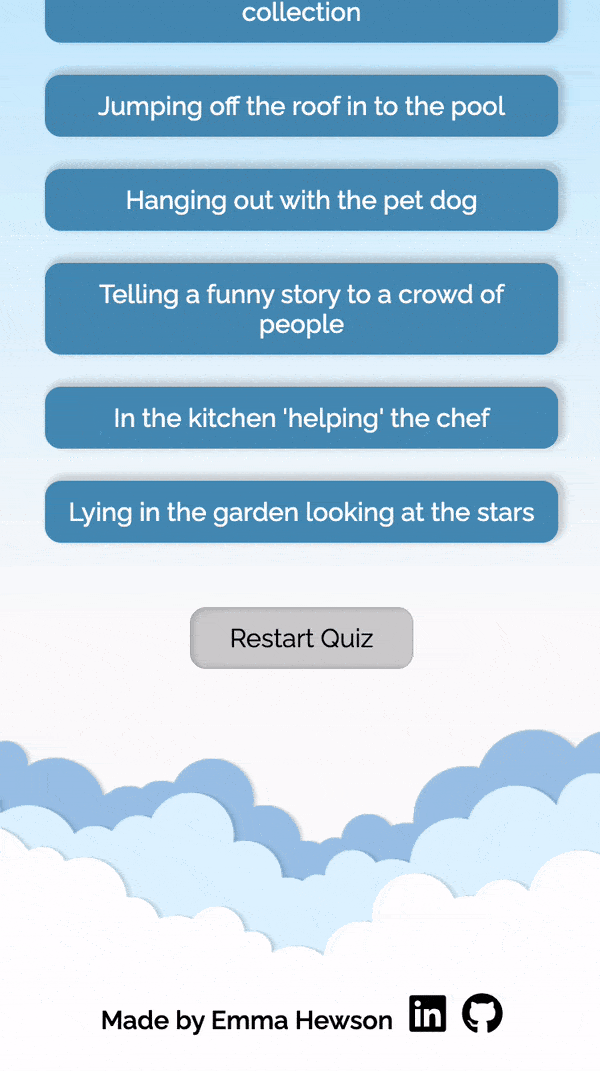 collection
Jumping off the roof in to the pool
Hanging out with the pet dog
Telling a funny story to a crowd of
people
In the kitchen 'helping' the chef
Lying in the garden looking at the stars
Restart Quiz
Made by Emma Hewson in